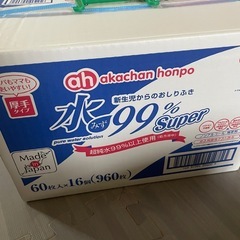 ah akachan honpo
新生児からのおしりふき
パパもママも
使いやすい!
厚手
タイプ
水99% Super
みず
pure water solution
超純水99%以上使用
Made in Japan
60枚入×16個(960枚)